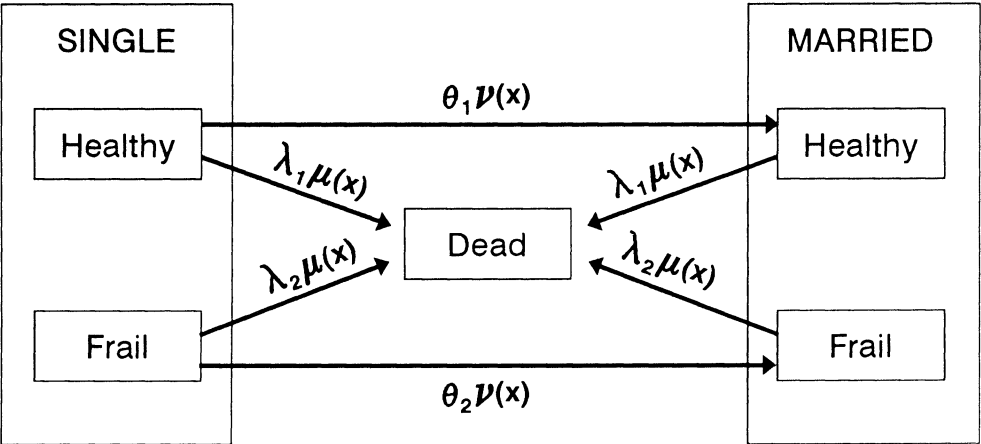 SINGLE
MARRIED
θ₁ν(x)
Healthy
Healthy
λ₁μ(x)
λ₁μ(x)
Dead
λ₂μ(x)
λ₂μ(x)
Frail
Frail
θ₂ν(x)